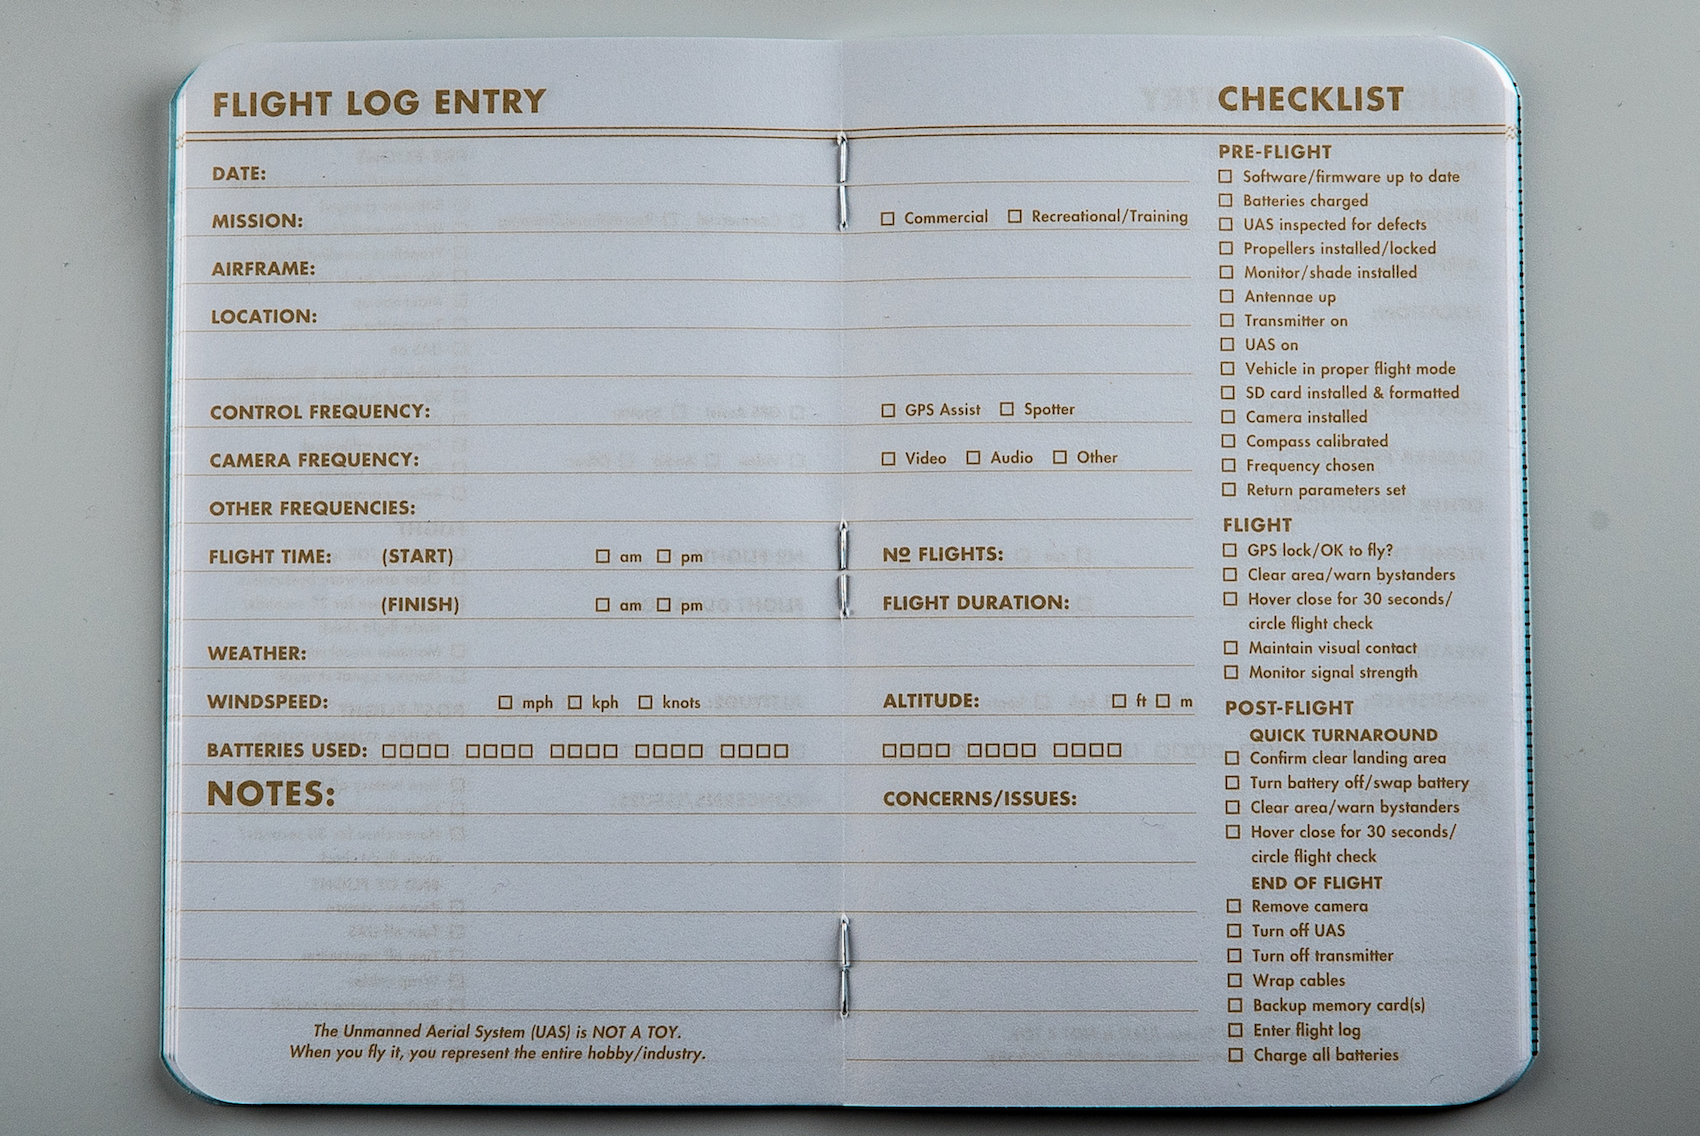 FLIGHT LOG ENTRY
DATE:
MISSION: Commercial Recreational/Training
AIRFRAME:
LOCATION:
CONTROL FREQUENCY: GPS Assist Spotter
CAMERA FREQUENCY: Video Audio Other
OTHER FREQUENCIES:
FLIGHT TIME: (START) am pm Nº FLIGHTS:
(FINISH) am pm FLIGHT DURATION:
WEATHER:
WINDSPEED: mph kph knots ALTITUDE: ft m
BATTERIES USED:
NOTES: CONCERNS/ISSUES:
The Unmanned Aerial System (UAS) is NOT A TOY.
When you fly it, you represent the entire hobby/industry.
CHECKLIST
PRE-FLIGHT
Software/firmware up to date
Batteries charged
UAS inspected for defects
Propellers installed/locked
Monitor/shade installed
Antennae up
Transmitter on
UAS on
Vehicle in proper flight mode
SD card installed & formatted
Camera installed
Compass calibrated
Frequency chosen
Return parameters set
FLIGHT
GPS lock/OK to fly?
Clear area/warn bystanders
Hover close for 30 seconds/
circle flight check
Maintain visual contact
Monitor signal strength
POST-FLIGHT
QUICK TURNAROUND
Confirm clear landing area
Turn battery off/swap battery
Clear area/warn bystanders
Hover close for 30 seconds/
circle flight check
END OF FLIGHT
Remove camera
Turn off UAS
Turn off transmitter
Wrap cables
Backup memory card(s)
Enter flight log
Charge all batteries